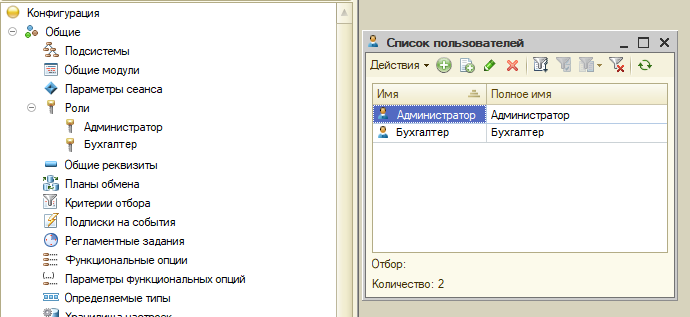 Конфигурация
Общие
Подсистемы
Общие модули
Параметры сеанса
Роли
Администратор
Бухгалтер
Общие реквизиты
Планы обмена
Критерии отбора
Подписки на события
Регламентные задания
Функциональные опции
Параметры функциональных опций
Определяемые типы
Хранилища настроек
Список пользователей
Действия
Имя Полное имя
Администратор Администратор
Бухгалтер Бухгалтер
Отбор:
Количество: 2